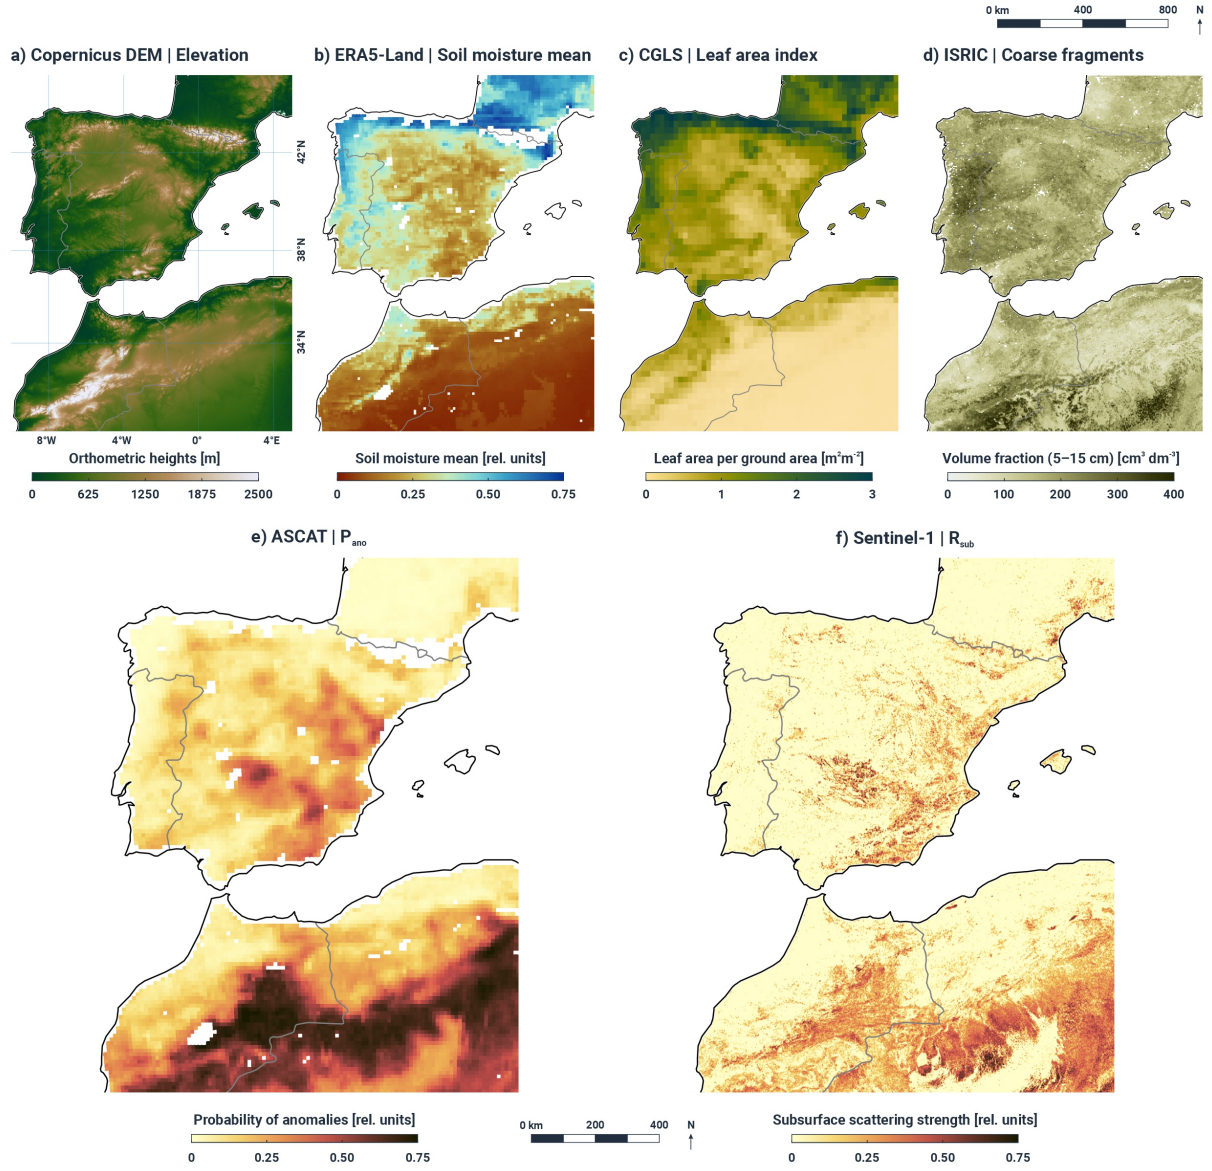 0 km 400 800 N
a) Copernicus DEM | Elevation
b) ERA5-Land | Soil moisture mean
c) CGLS | Leaf area index
d) ISRIC | Coarse fragments
42°N
38°N
34°N
8°W 4°W 0° 4°E
Orthometric heights [m]
0 625 1250 1875 2500
Soil moisture mean [rel. units]
0 0.25 0.50 0.75
Leaf area per ground area [m²m⁻²]
0 1 2 3
Volume fraction (5–15 cm) [cm³ dm⁻³]
0 100 200 300 400
e) ASCAT | Pano
f) Sentinel-1 | Rsub
Probability of anomalies [rel. units]
0 0.25 0.50 0.75
0 km 200 400 N
Subsurface scattering strength [rel. units]
0 0.25 0.50 0.75